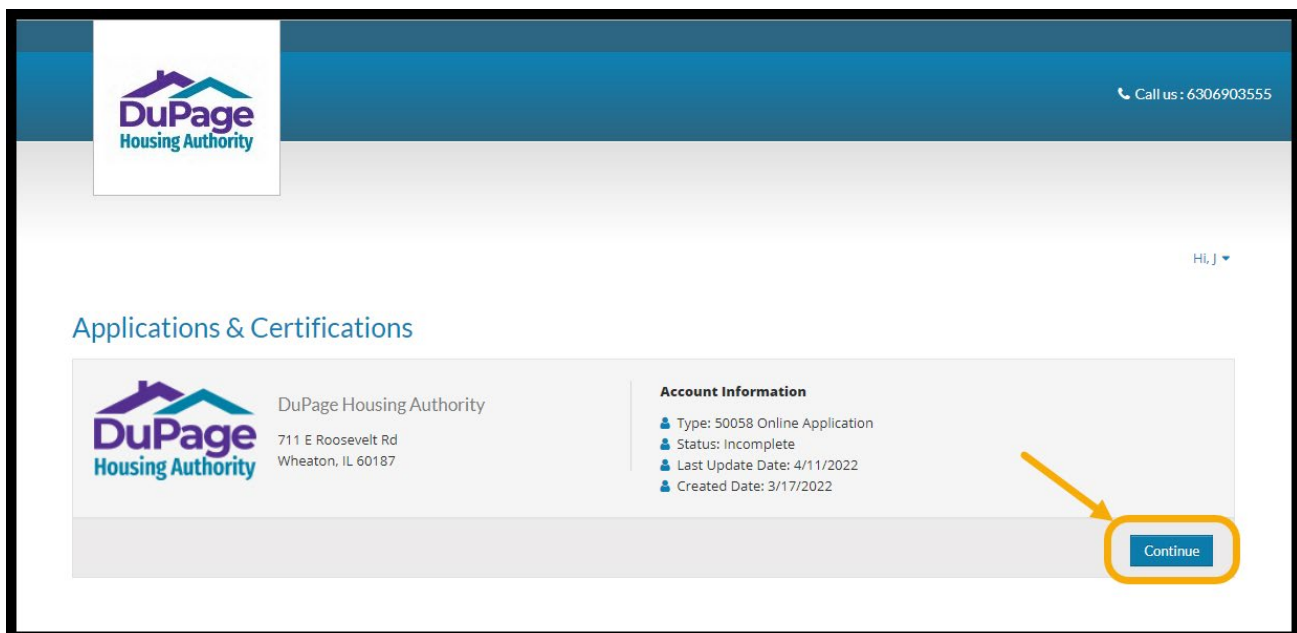 DuPage
Housing Authority
Call us : 6306903555
Hi, J
Applications & Certifications
DuPage
Housing Authority
DuPage Housing Authority
711 E Roosevelt Rd
Wheaton, IL 60187
Account Information
Type: 50058 Online Application
Status: Incomplete
Last Update Date: 4/11/2022
Created Date: 3/17/2022
Continue